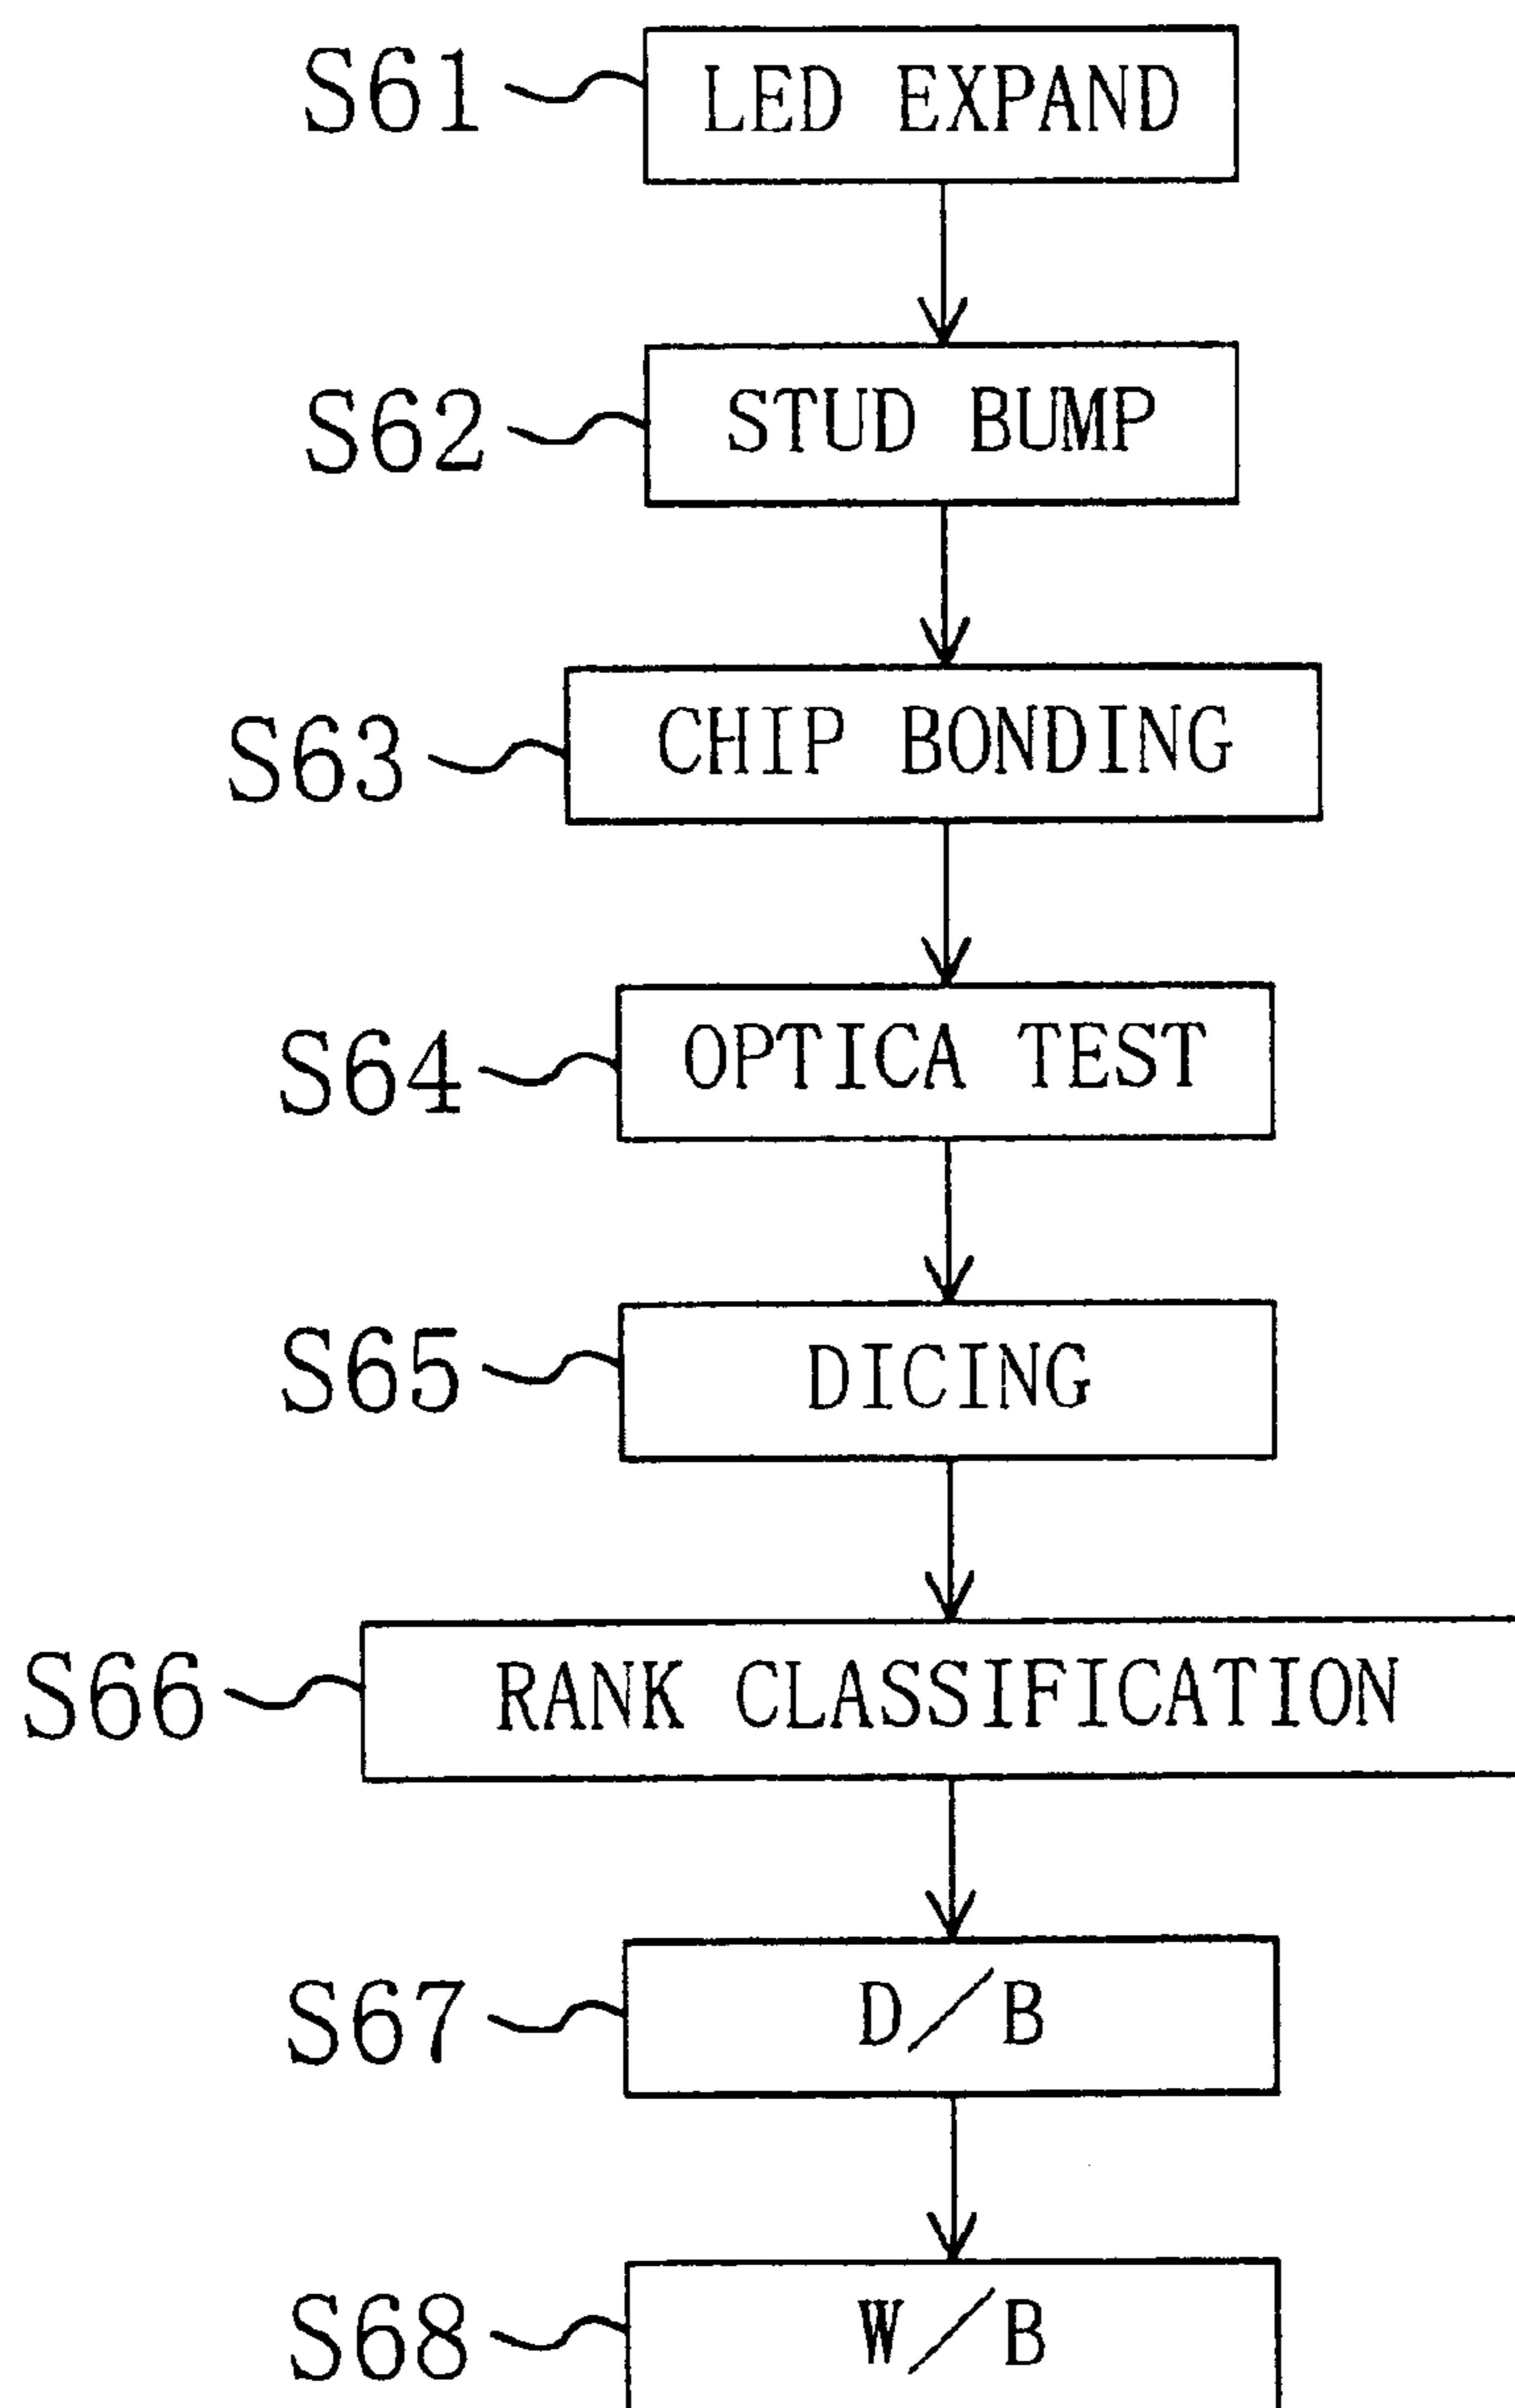 S61 LED EXPAND
S62 STUD BUMP
S63 CHIP BONDING
S64 OPTICA TEST
S65 DICING
S66 RANK CLASSIFICATION
S67 D/B
S68 W/B